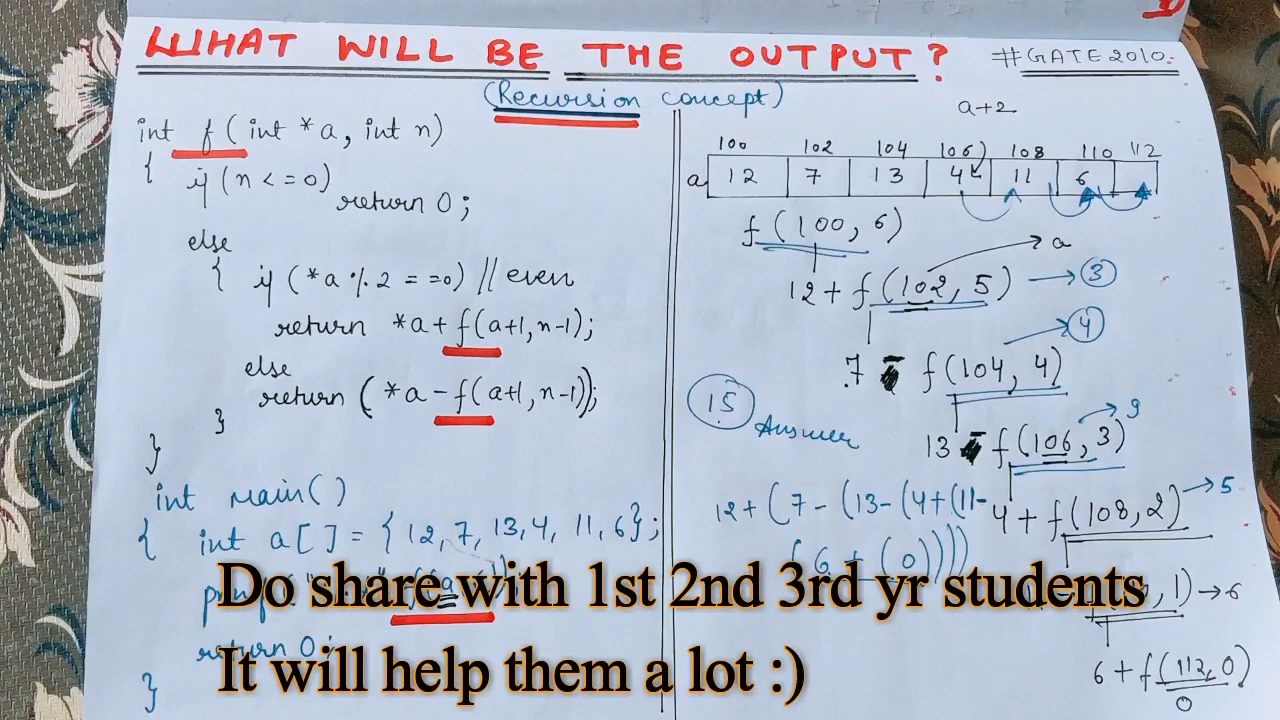 WHAT WILL BE THE OUTPUT? #GATE2010.
(Recursion concept)
int f(int *a, int n)
{ if (n <= 0)
return 0;
else
{ if (*a % 2 == 0) // even
return *a + f(a+1, n-1);
else
return (*a - f(a+1, n-1));
}
}
int main()
{ int a[] = {12, 7, 13, 4, 11, 6};
return 0;
}
a+2
100 102 104 106 108 110 112
a 12 7 13 4 11 6
f(100, 6)
a
12 + f(102, 5) 3
4
7 - f(104, 4)
15 Answer
9
13 - f(106, 3)
12+(7-(13-(4+(11-
(6+(0))))
4 + f(108, 2) 5
, 1) 6
6 + f(112, 0)
0
Do share with 1st 2nd 3rd yr students
It will help them a lot :)